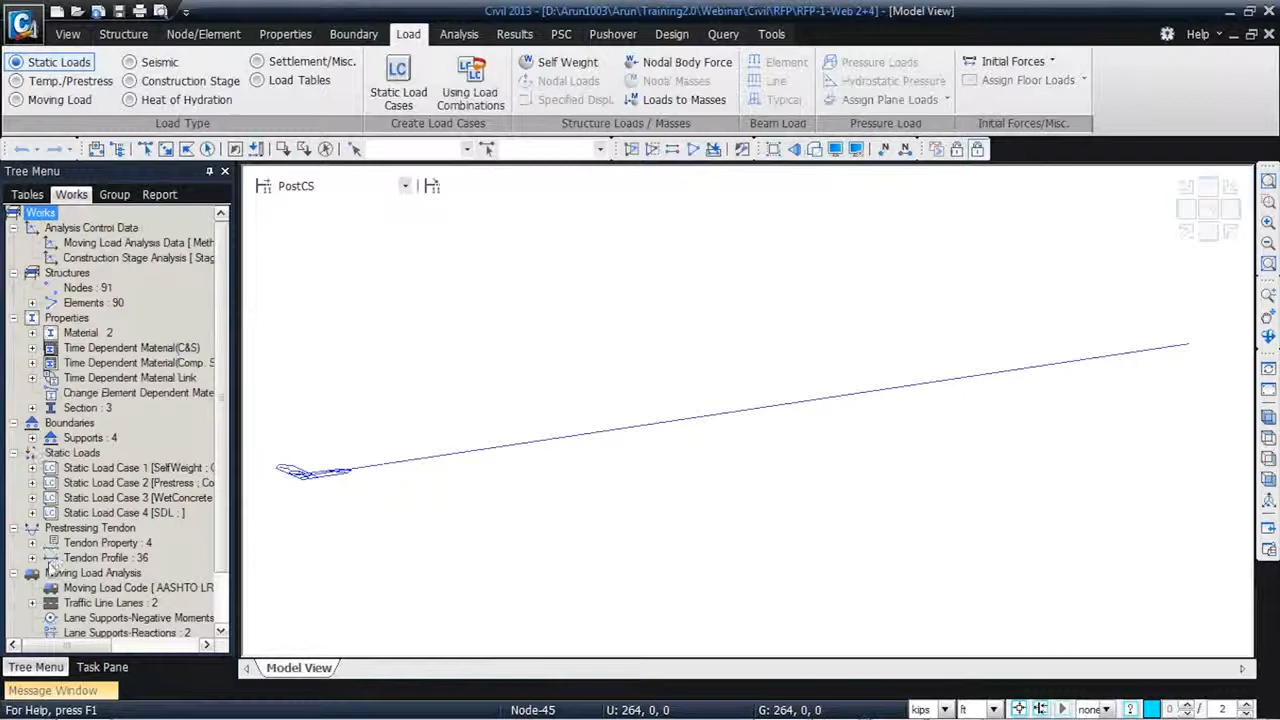 Civil 2013 - [D:\Arun1003\Arun\Training2.0\Webinar\Civil\RFP\RFP-1-Web 2+4] - [Model View]
View Structure Node/Element Properties Boundary Load Analysis Results PSC Pushover Design Query Tools Help
Static Loads Seismic Settlement/Misc. Self Weight Nodal Body Force Element Pressure Loads Initial Forces
Temp./Prestress Construction Stage Load Tables Static Load Cases Using Load Combinations Nodal Loads Nodal Masses Line Hydrostatic Pressure Assign Floor Loads
Moving Load Heat of Hydration Specified Displ. Loads to Masses Typical Assign Plane Loads
Load Type Create Load Cases Structure Loads / Masses Beam Load Pressure Load Initial Forces/Misc.
Tree Menu
Tables Works Group Report
PostCS
Works
Analysis Control Data
Moving Load Analysis Data [ Meth
Construction Stage Analysis [ Stag
Structures
Nodes : 91
Elements : 90
Properties
Material 2
Time Dependent Material(C&S)
Time Dependent Material(Comp. S
Time Dependent Material Link
Change Element Dependent Mate
Section : 3
Boundaries
Supports : 4
Static Loads
Static Load Case 1 [SelfWeight ;
Static Load Case 2 [Prestress ; Co
Static Load Case 3 [WetConcrete
Static Load Case 4 [SDL ; ]
Prestressing Tendon
Tendon Property : 4
Tendon Profile : 36
Moving Load Analysis
Moving Load Code [ AASHTO LR
Traffic Line Lanes : 2
Lane Supports-Negative Moments
Lane Supports-Reactions : 2
Tree Menu Task Pane
Model View
Message Window
For Help, press F1 Node-45 U: 264, 0, 0 G: 264, 0, 0 kips ft none 0 / 2